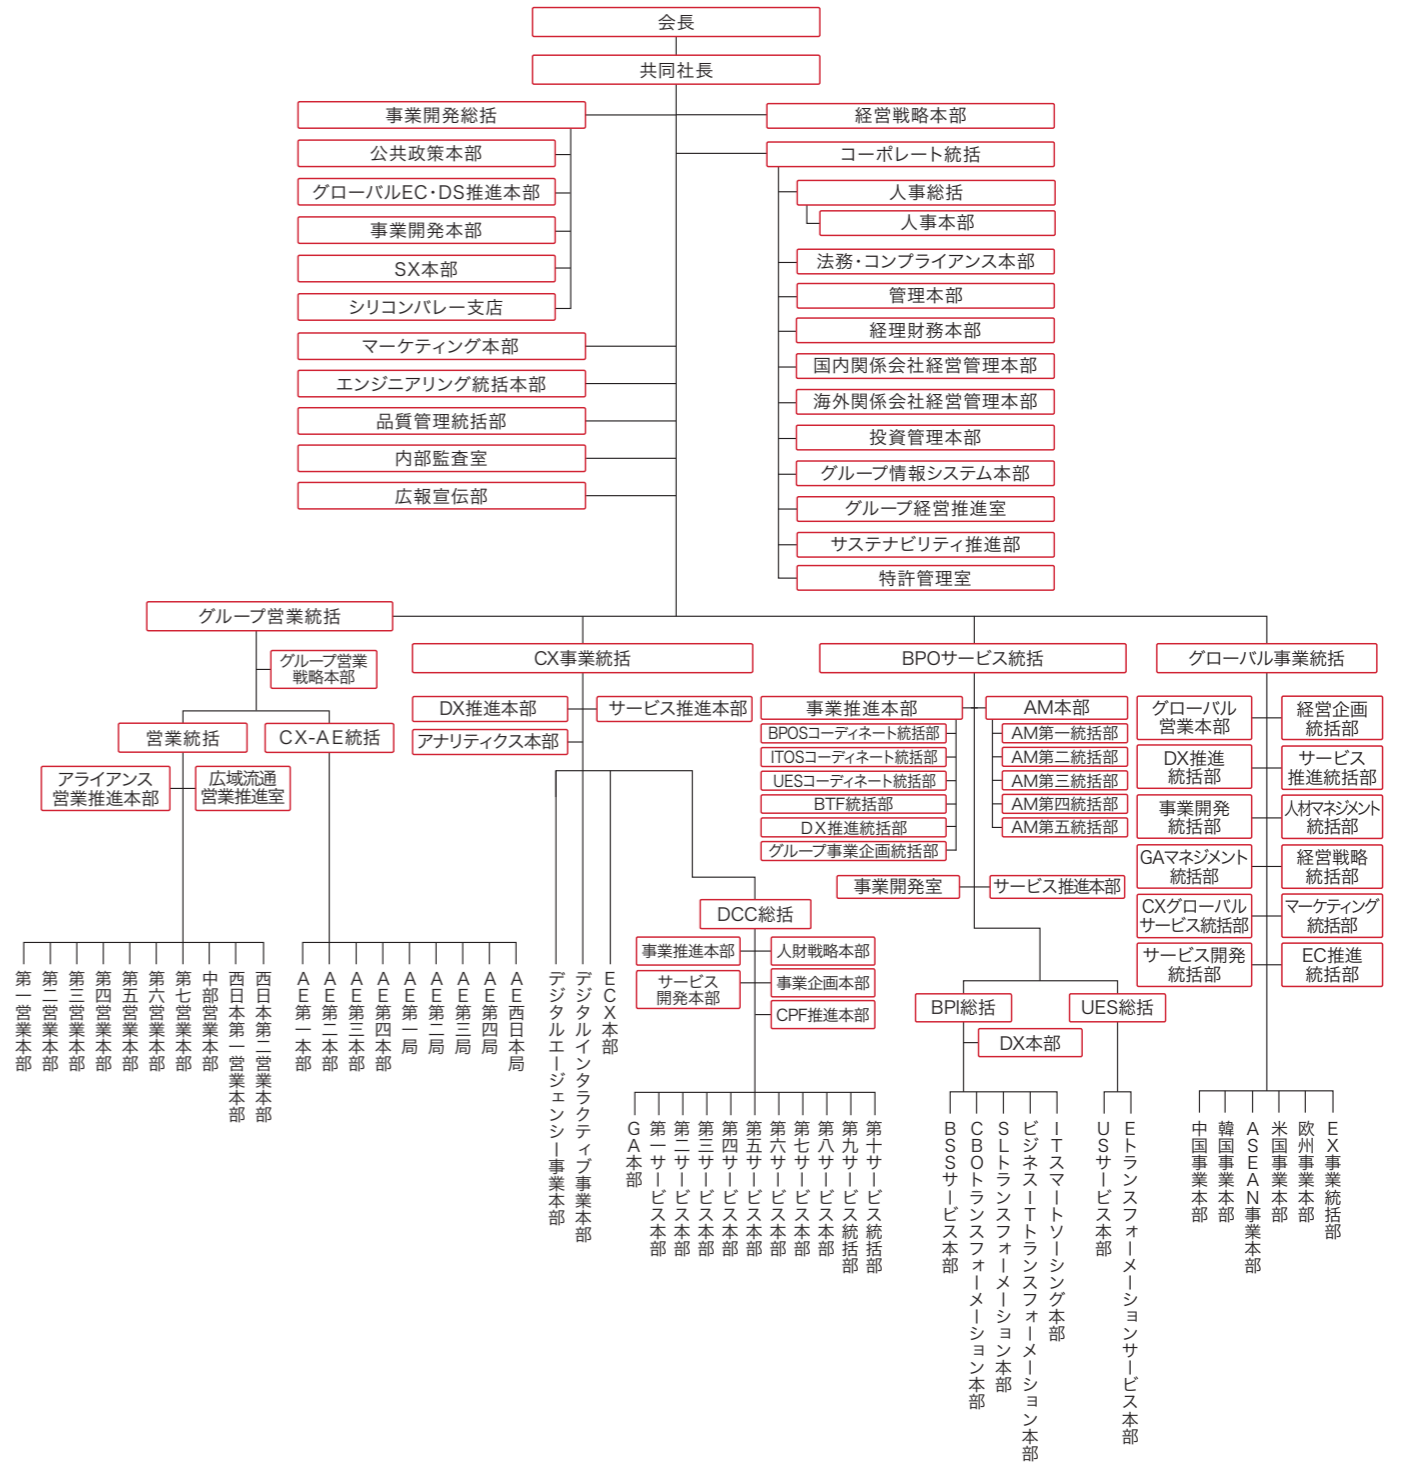 会長
共同社長
事業開発総括
公共政策本部
グローバルEC・DS推進本部
事業開発本部
SX本部
シリコンバレー支店
マーケティング本部
エンジニアリング統括本部
品質管理統括部
内部監査室
広報宣伝部
経営戦略本部
コーポレート統括
人事総括
人事本部
法務・コンプライアンス本部
管理本部
経理財務本部
国内関係会社経営管理本部
海外関係会社経営管理本部
投資管理本部
グループ情報システム本部
グループ経営推進室
サステナビリティ推進部
特許管理室
グループ営業統括
グループ営業
戦略本部
営業統括
CX-AE統括
アライアンス
営業推進本部
広域流通
営業推進室
第一営業本部
第二営業本部
第三営業本部
第四営業本部
第五営業本部
第六営業本部
第七営業本部
中部営業本部
西日本第一営業本部
西日本第二営業本部
AE第一本部
AE第二本部
AE第三本部
AE第四本部
AE第一局
AE第二局
AE第三局
AE第四局
AE西日本局
CX事業統括
DX推進本部
サービス推進本部
アナリティクス本部
デジタルエージェンシー事業本部
デジタルインタラクティブ事業本部
ECX本部
DCC総括
事業推進本部
人財戦略本部
サービス
開発本部
事業企画本部
CPF推進本部
GA本部
第一サービス本部
第二サービス本部
第三サービス本部
第四サービス本部
第五サービス本部
第六サービス本部
第七サービス本部
第八サービス本部
第九サービス統括部
第十サービス統括部
BPOサービス統括
事業推進本部
BPOSコーディネート統括部
ITOSコーディネート統括部
UESコーディネート統括部
BTF統括部
DX推進統括部
グループ事業企画統括部
AM本部
AM第一統括部
AM第二統括部
AM第三統括部
AM第四統括部
AM第五統括部
事業開発室
サービス推進本部
BPI総括
DX本部
UES総括
BSSサービス本部
CBOトランスフォーメーション本部
SLトランスフォーメーション本部
ビジネスITトランスフォーメーション本部
ITスマートソーシング本部
USサービス本部
Eトランスフォーメーションサービス本部
グローバル事業統括
グローバル
営業本部
経営企画
統括部
DX推進
統括部
サービス
推進統括部
事業開発
統括部
人材マネジメント
統括部
GAマネジメント
統括部
経営戦略
統括部
CXグローバル
サービス統括部
マーケティング
統括部
サービス開発
統括部
EC推進
統括部
中国事業本部
韓国事業本部
ASEAN事業本部
米国事業本部
欧州事業本部
EX事業統括部